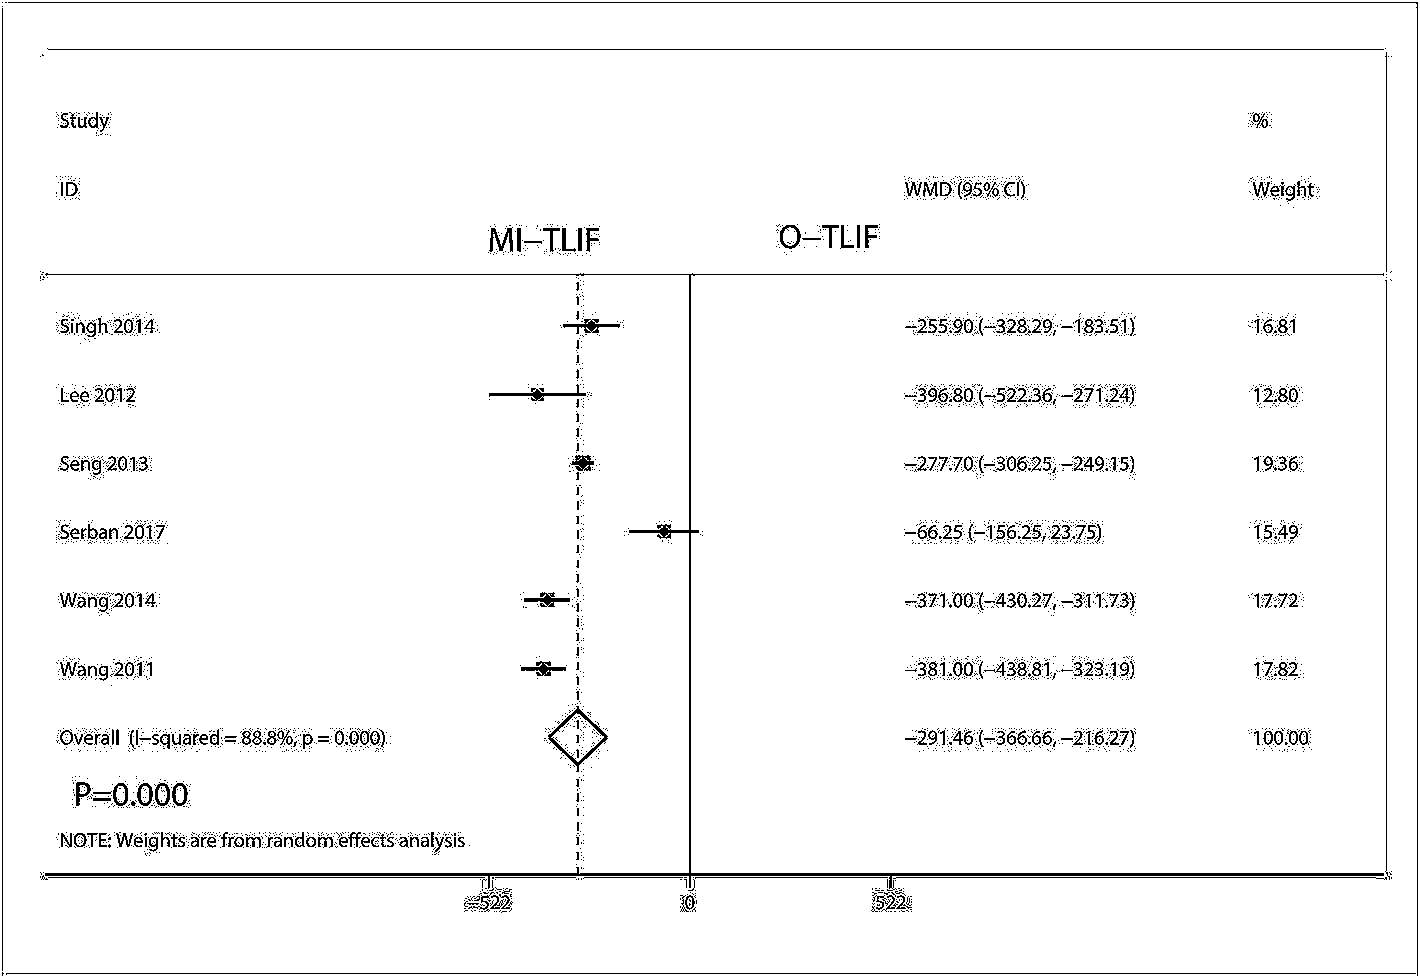 Study %
ID WMD (95% CI) Weight
MI−TLIF O−TLIF
Singh 2014 −255.90 (−328.29, −183.51) 16.81
Lee 2012 −396.80 (−522.36, −271.24) 12.80
Seng 2013 −277.70 (−306.25, −249.15) 19.36
Serban 2017 −66.25 (−156.25, 23.75) 15.49
Wang 2014 −371.00 (−430.27, −311.73) 17.72
Wang 2011 −381.00 (−438.81, −323.19) 17.82
Overall (I−squared = 88.8%, p = 0.000) −291.46 (−366.66, −216.27) 100.00
P=0.000
NOTE: Weights are from random effects analysis
−522 0 522